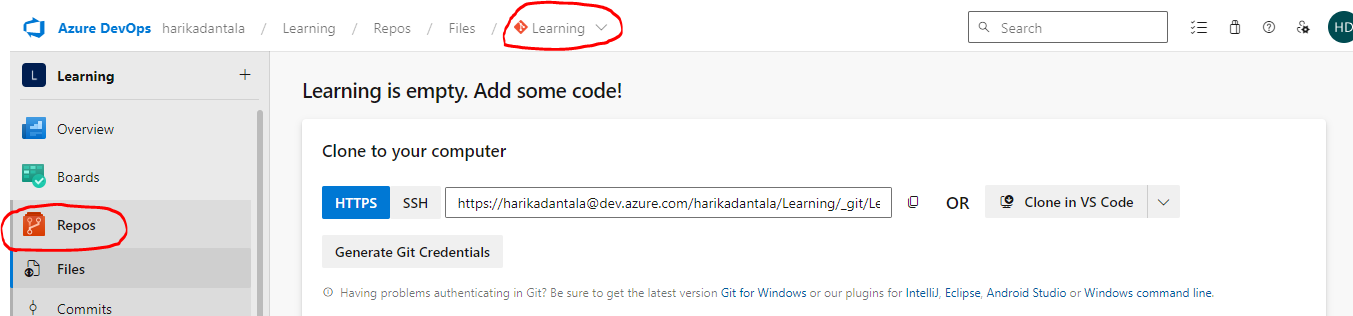 Azure DevOps harikadantala / Learning / Repos / Files / Learning
Search
HD
L Learning +
Overview
Boards
Repos
Files
Commits
Learning is empty. Add some code!
Clone to your computer
HTTPS SSH https://harikadantala@dev.azure.com/harikadantala/Learning/_git/Le OR Clone in VS Code
Generate Git Credentials
Having problems authenticating in Git? Be sure to get the latest version Git for Windows or our plugins for IntelliJ, Eclipse, Android Studio or Windows command line.